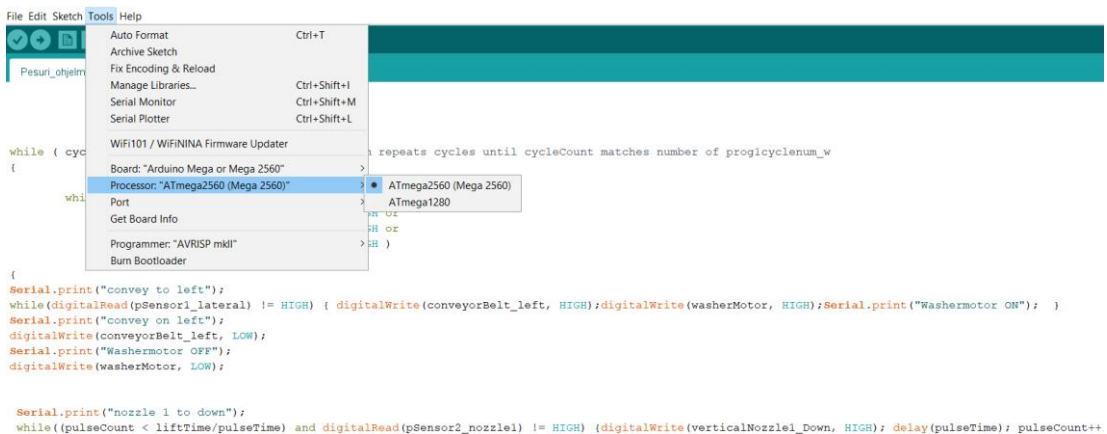 File Edit Sketch Tools Help
Auto Format Ctrl+T
Archive Sketch
Pesuri_ohjelm
Fix Encoding & Reload
Manage Libraries... Ctrl+Shift+I
Serial Monitor Ctrl+Shift+M
Serial Plotter Ctrl+Shift+L
WiFi101 / WiFiNINA Firmware Updater
while ( cyc
repeats cycles until cycleCount matches number of prog1cyclenum_w
{
Board: "Arduino Mega or Mega 2560" >
Processor: "ATmega2560 (Mega 2560)" >
ATmega2560 (Mega 2560)
whi
Port >
ATmega1280
Get Board Info
or
or
Programmer: "AVRISP mkII" >
)
Burn Bootloader
{
Serial.print("convey to left");
while(digitalRead(pSensor1_lateral) != HIGH) { digitalWrite(conveyorBelt_left, HIGH);digitalWrite(washerMotor, HIGH);Serial.print("Washermotor ON"); }
Serial.print("convey on left");
digitalWrite(conveyorBelt_left, LOW);
Serial.print("Washermotor OFF");
digitalWrite(washerMotor, LOW);
Serial.print("nozzle 1 to down");
while((pulseCount < liftTime/pulseTime) and digitalRead(pSensor2_nozzle1) != HIGH) {digitalWrite(verticalNozzle1_Down, HIGH); delay(pulseTime); pulseCount++